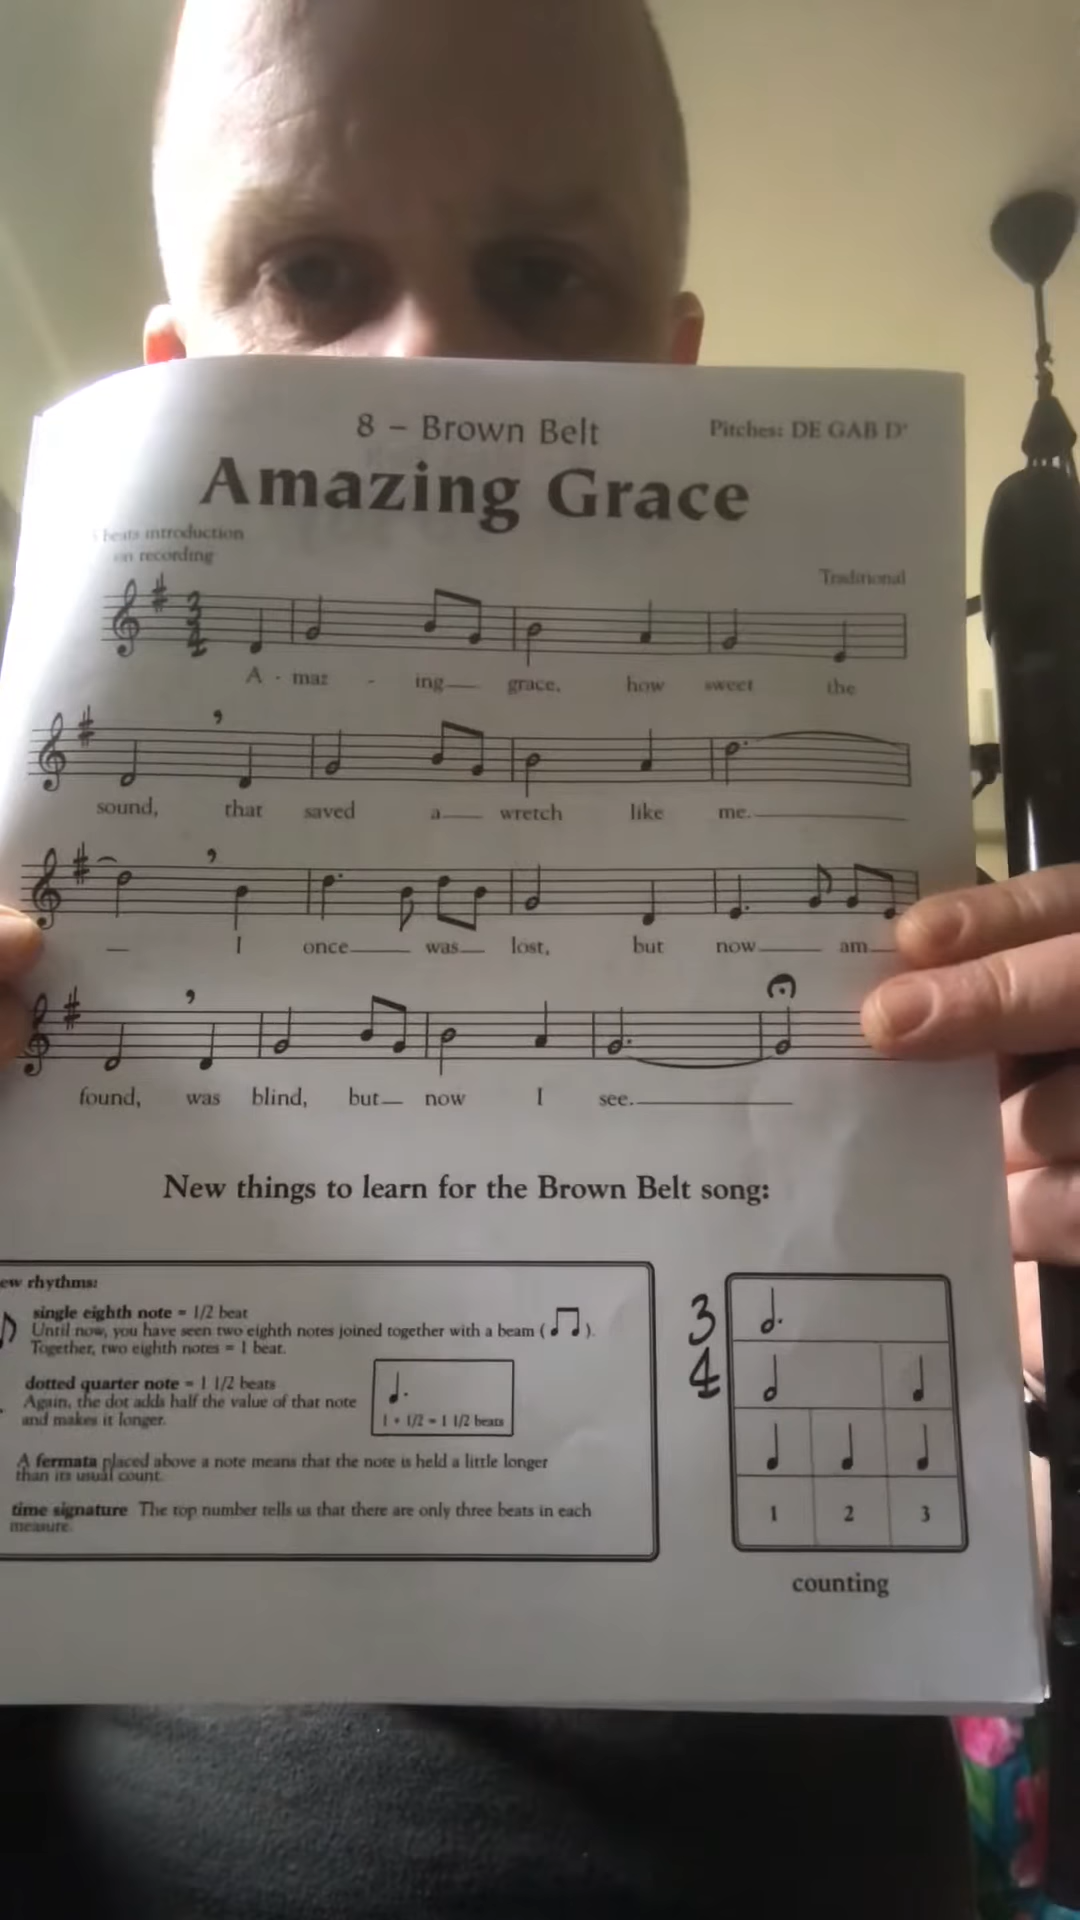 8 – Brown Belt
Pitches: DE GAB D'
Amazing Grace
beats introduction
on recording
Traditional
3
4
A - maz - ing grace, how sweet the
sound, that saved a wretch like me.
I once was lost, but now am
found, was blind, but now I see.
New things to learn for the Brown Belt song:
ew rhythms:
single eighth note = 1/2 beat
Until now, you have seen two eighth notes joined together with a beam ( ♫ ).
Together, two eighth notes = 1 beat.
dotted quarter note = 1 1/2 beats
Again, the dot adds half the value of that note
and makes it longer.
1 + 1/2 = 1 1/2 beats
A fermata placed above a note means that the note is held a little longer
than its usual count.
time signature The top number tells us that there are only three beats in each
measure.
3
4
1 2 3
counting